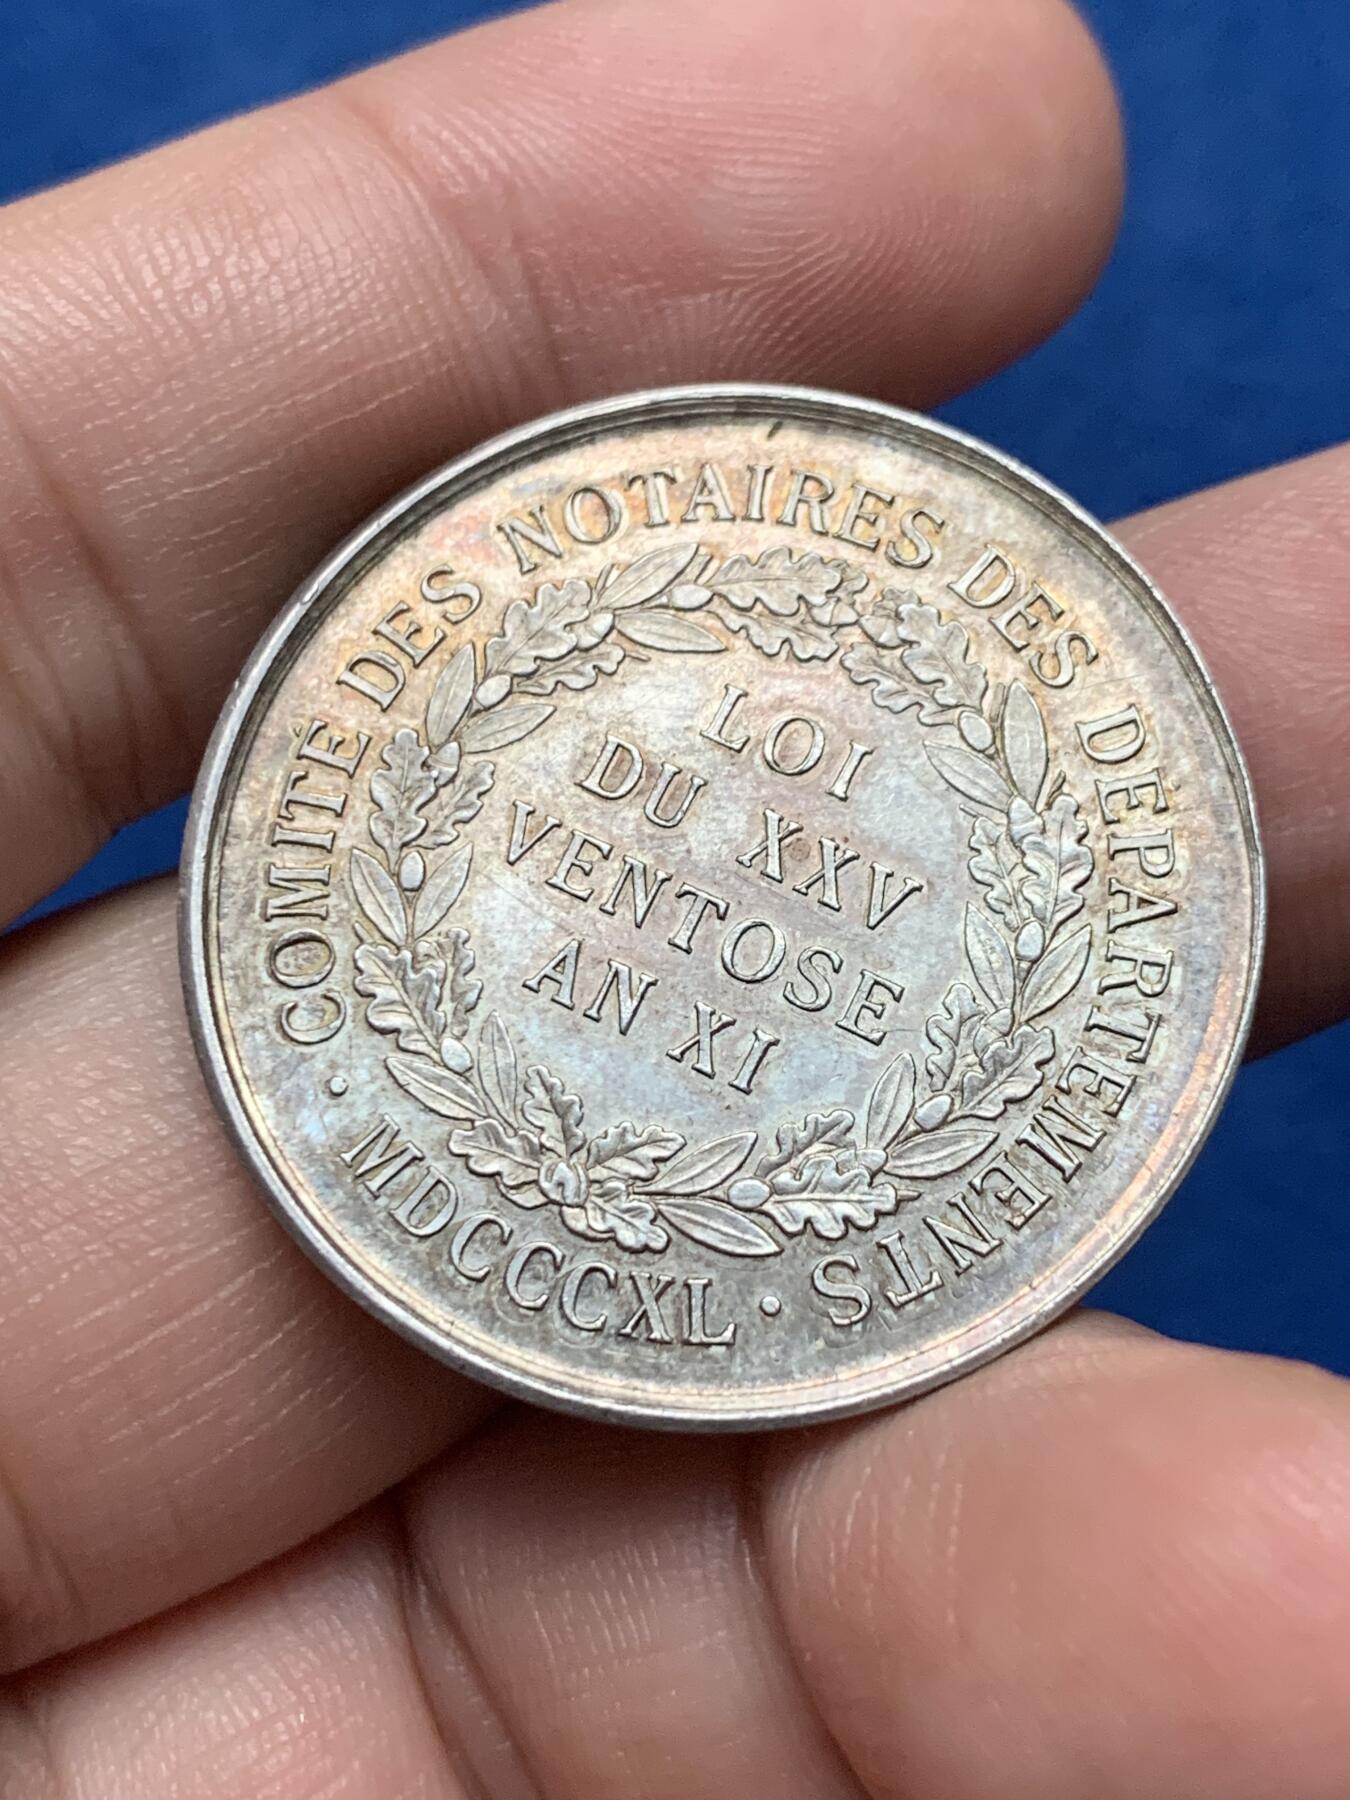 COMITÉ DES NOTAIRES DES DÉPARTEMENTS
· MDCCCXL ·
LOI
DU XXV
VENTOSE
AN XI